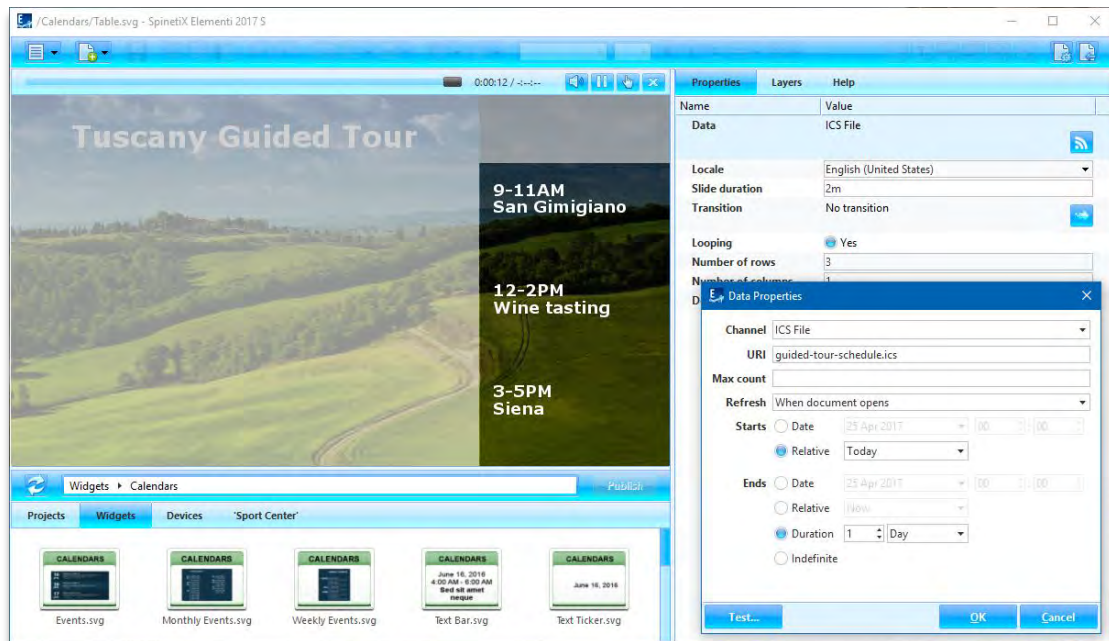 /Calendars/Table.svg - SpinetiX Elementi 2017 S
0:00:12 / -:--:--
Tuscany Guided Tour
9-11AM
San Gimigiano
12-2PM
Wine tasting
3-5PM
Siena
Widgets Calendars
Publish
Projects Widgets Devices 'Sport Center'
CALENDARS
Events.svg
CALENDARS
Monthly Events.svg
CALENDARS
Weekly Events.svg
CALENDARS
June 16, 2016
4:00 AM - 6:00 AM
Sed sit amet
neque
Text Bar.svg
CALENDARS
June 16, 2016
Text Ticker.svg
Properties Layers Help
Name Value
Data ICS File
Locale English (United States)
Slide duration 2m
Transition No transition
Looping Yes
Number of rows 3
Number of columns 1
D
Data Properties
Channel ICS File
URI guided-tour-schedule.ics
Max count
Refresh When document opens
Starts Date 25 Apr 2017 00 : 00
Relative Today
Ends Date 25 Apr 2017 00 : 00
Relative Now
Duration 1 Day
Indefinite
Test... OK Cancel